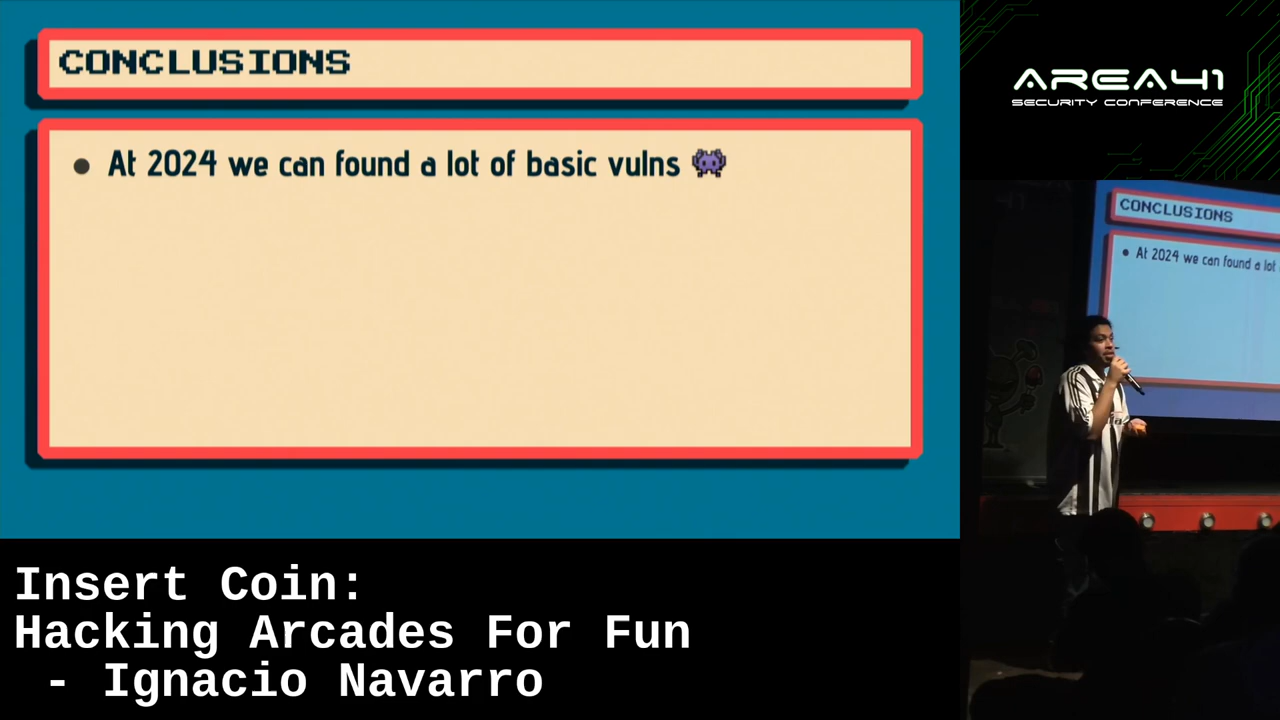 CONCLUSIONS
• At 2024 we can found a lot of basic vulns 👾
AREA41
SECURITY CONFERENCE
CONCLUSIONS
• At 2024 we can found a lot
Insert Coin:
Hacking Arcades For Fun
- Ignacio Navarro